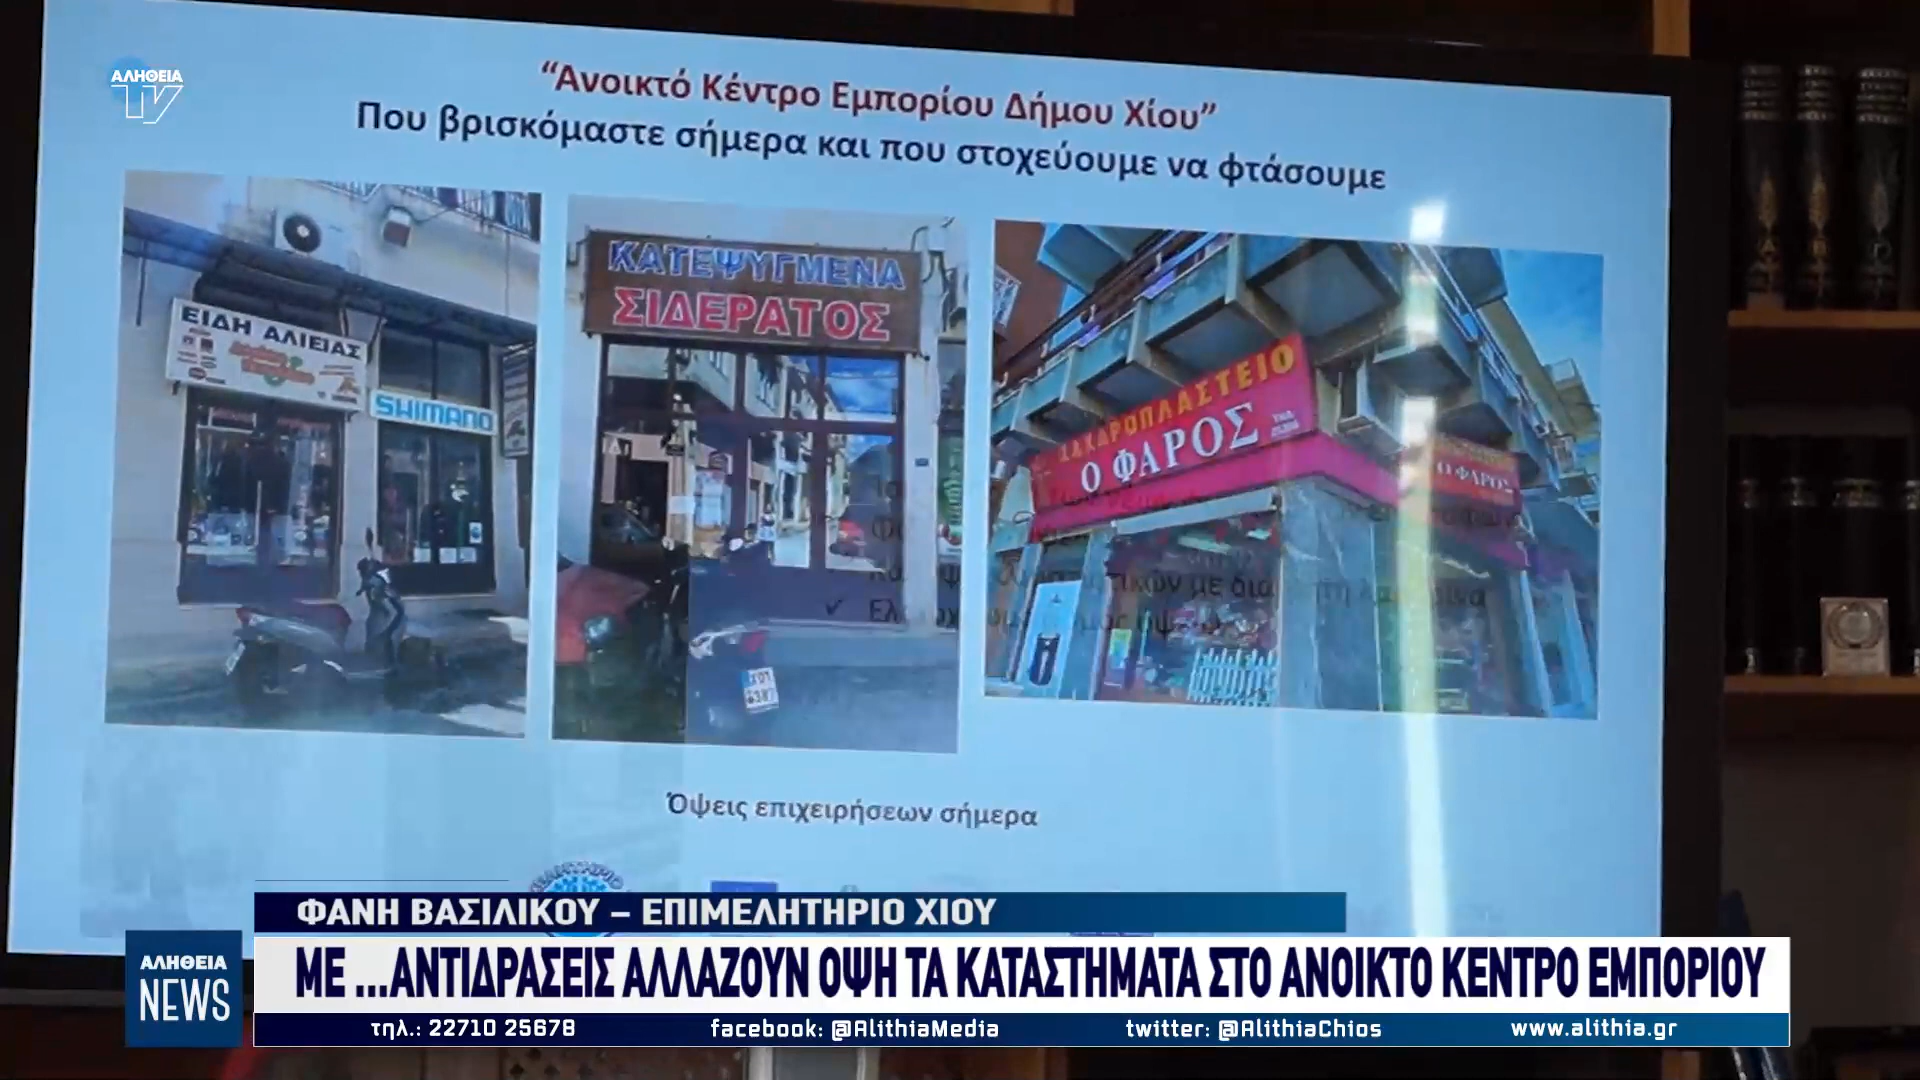 ΑΛΗΘΕΙΑ
TV
“Ανοικτό Κέντρο Εμπορίου Δήμου Χίου”
Που βρισκόμαστε σήμερα και που στοχεύουμε να φτάσουμε
ΕΙΔΗ ΑΛΙΕΙΑΣ
SHIMANO
ΚΑΤΕΨΥΓΜΕΝΑ
ΣΙΔΕΡΑΤΟΣ
ΖΑΧΑΡΟΠΛΑΣΤΕΙΟ
Ο ΦΑΡΟΣ
Ο ΦΑΡΟΣ
Όψεις επιχειρήσεων σήμερα
ΦΑΝΗ ΒΑΣΙΛΙΚΟΥ – ΕΠΙΜΕΛΗΤΗΡΙΟ ΧΙΟΥ
ΑΛΗΘΕΙΑ
NEWS
ΜΕ ...ΑΝΤΙΔΡΑΣΕΙΣ ΑΛΛΑΖΟΥΝ ΟΨΗ ΤΑ ΚΑΤΑΣΤΗΜΑΤΑ ΣΤΟ ΑΝΟΙΚΤΟ ΚΕΝΤΡΟ ΕΜΠΟΡΙΟΥ
τηλ.: 22710 25678 facebook: @AlithiaMedia twitter: @AlithiaChios www.alithia.gr